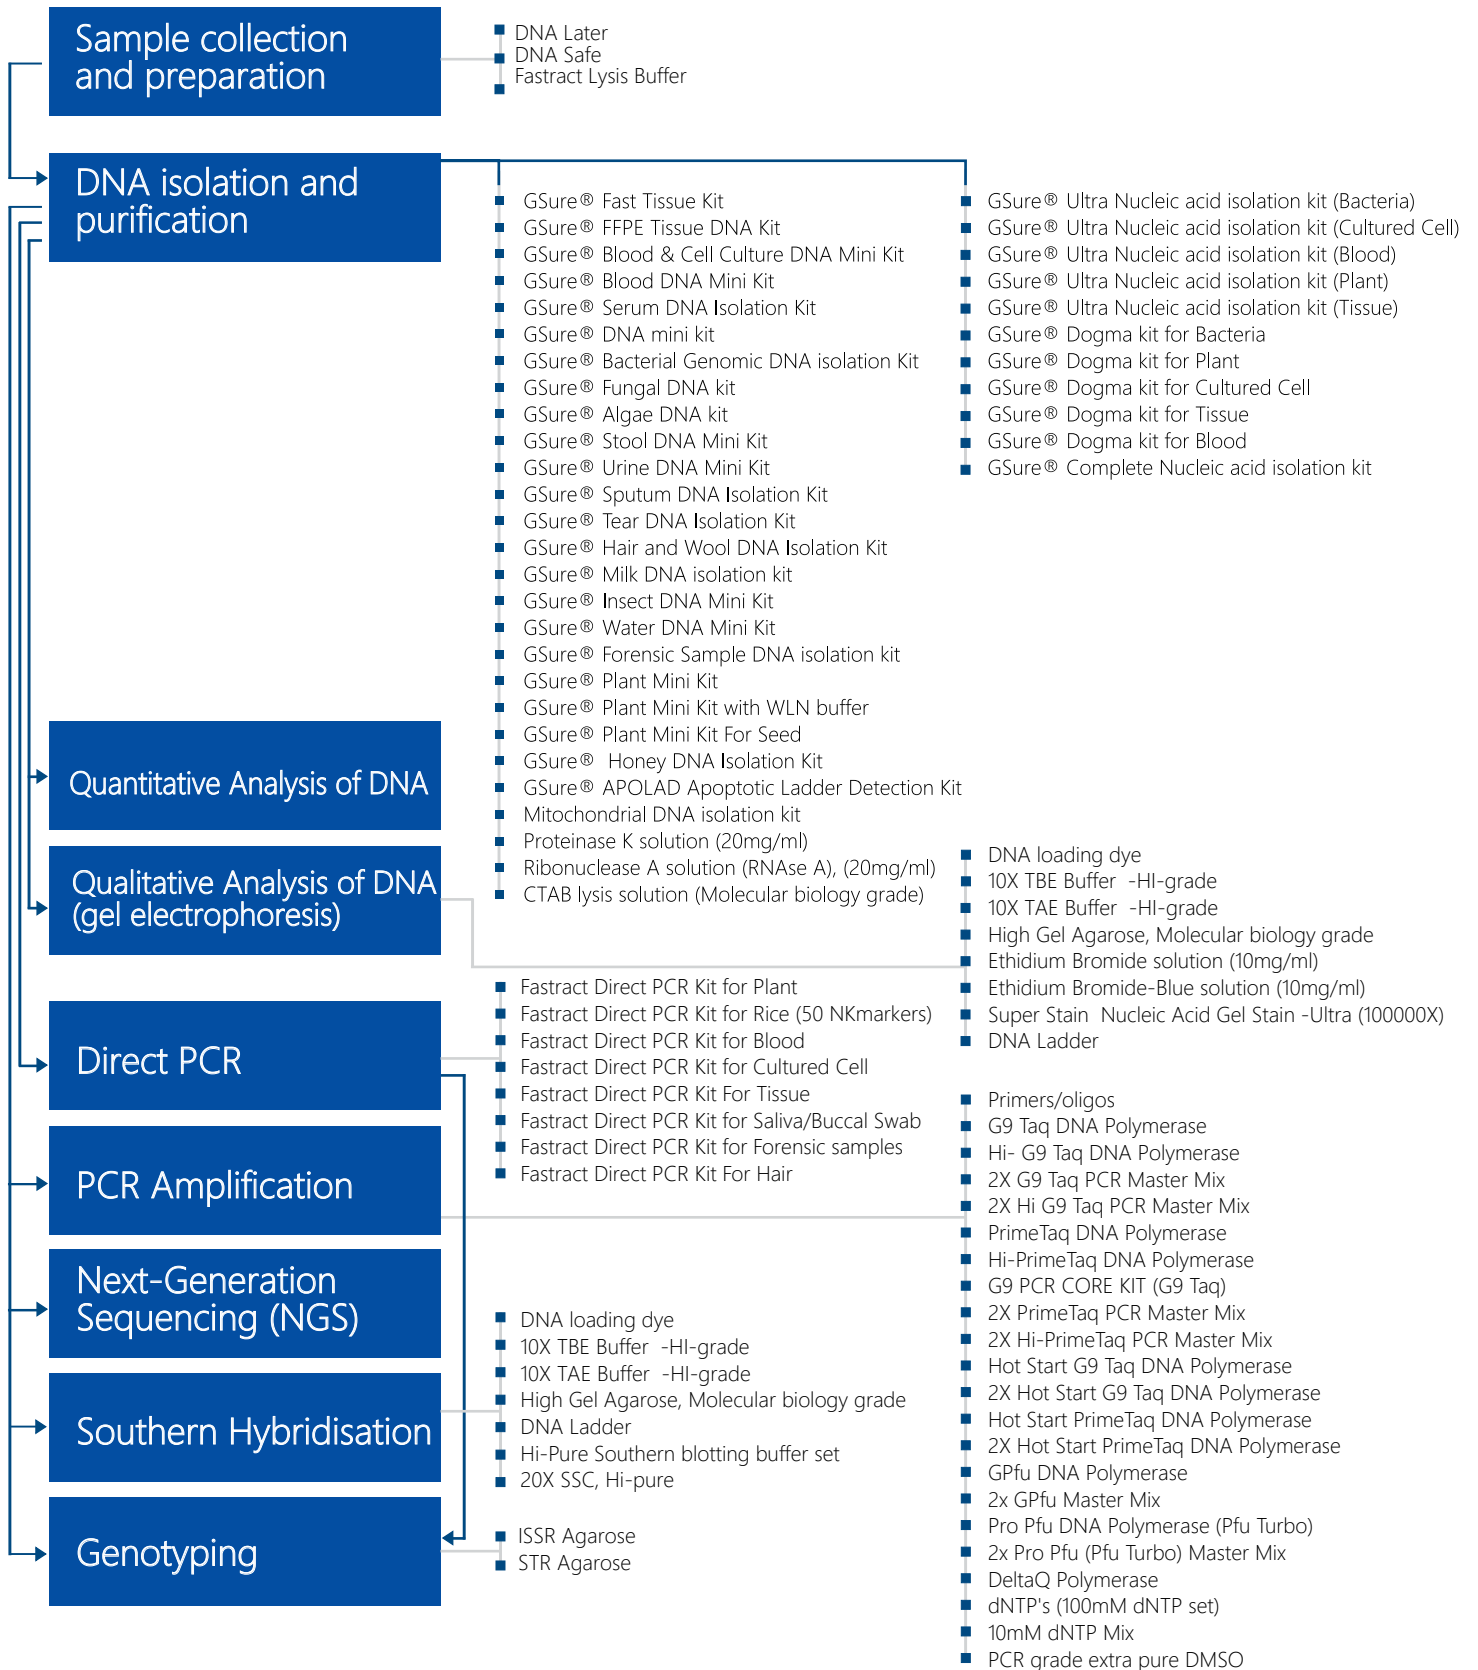 Sample collection
and preparation
DNA Later
DNA Safe
Fastract Lysis Buffer
DNA isolation and
purification
GSure® Fast Tissue Kit
GSure® FFPE Tissue DNA Kit
GSure® Blood & Cell Culture DNA Mini Kit
GSure® Blood DNA Mini Kit
GSure® Serum DNA Isolation Kit
GSure® DNA mini kit
GSure® Bacterial Genomic DNA isolation Kit
GSure® Fungal DNA kit
GSure® Algae DNA kit
GSure® Stool DNA Mini Kit
GSure® Urine DNA Mini Kit
GSure® Sputum DNA Isolation Kit
GSure® Tear DNA Isolation Kit
GSure® Hair and Wool DNA Isolation Kit
GSure® Milk DNA isolation kit
GSure® Insect DNA Mini Kit
GSure® Water DNA Mini Kit
GSure® Forensic Sample DNA isolation kit
GSure® Plant Mini Kit
GSure® Plant Mini Kit with WLN buffer
GSure® Plant Mini Kit For Seed
GSure® Honey DNA Isolation Kit
GSure® APOLAD Apoptotic Ladder Detection Kit
Mitochondrial DNA isolation kit
Proteinase K solution (20mg/ml)
Ribonuclease A solution (RNAse A), (20mg/ml)
CTAB lysis solution (Molecular biology grade)
GSure® Ultra Nucleic acid isolation kit (Bacteria)
GSure® Ultra Nucleic acid isolation kit (Cultured Cell)
GSure® Ultra Nucleic acid isolation kit (Blood)
GSure® Ultra Nucleic acid isolation kit (Plant)
GSure® Ultra Nucleic acid isolation kit (Tissue)
GSure® Dogma kit for Bacteria
GSure® Dogma kit for Plant
GSure® Dogma kit for Cultured Cell
GSure® Dogma kit for Tissue
GSure® Dogma kit for Blood
GSure® Complete Nucleic acid isolation kit
Quantitative Analysis of DNA
Qualitative Analysis of DNA
(gel electrophoresis)
DNA loading dye
10X TBE Buffer -HI-grade
10X TAE Buffer -HI-grade
High Gel Agarose, Molecular biology grade
Ethidium Bromide solution (10mg/ml)
Ethidium Bromide-Blue solution (10mg/ml)
Super Stain Nucleic Acid Gel Stain -Ultra (100000X)
DNA Ladder
Direct PCR
Fastract Direct PCR Kit for Plant
Fastract Direct PCR Kit for Rice (50 NKmarkers)
Fastract Direct PCR Kit for Blood
Fastract Direct PCR Kit for Cultured Cell
Fastract Direct PCR Kit For Tissue
Fastract Direct PCR Kit for Saliva/Buccal Swab
Fastract Direct PCR Kit for Forensic samples
Fastract Direct PCR Kit For Hair
PCR Amplification
Primers/oligos
G9 Taq DNA Polymerase
Hi- G9 Taq DNA Polymerase
2X G9 Taq PCR Master Mix
2X Hi G9 Taq PCR Master Mix
PrimeTaq DNA Polymerase
Hi-PrimeTaq DNA Polymerase
G9 PCR CORE KIT (G9 Taq)
2X PrimeTaq PCR Master Mix
2X Hi-PrimeTaq PCR Master Mix
Hot Start G9 Taq DNA Polymerase
2X Hot Start G9 Taq DNA Polymerase
Hot Start PrimeTaq DNA Polymerase
2X Hot Start PrimeTaq DNA Polymerase
GPfu DNA Polymerase
2x GPfu Master Mix
Pro Pfu DNA Polymerase (Pfu Turbo)
2x Pro Pfu (Pfu Turbo) Master Mix
DeltaQ Polymerase
dNTP's (100mM dNTP set)
10mM dNTP Mix
PCR grade extra pure DMSO
Next-Generation
Sequencing (NGS)
Southern Hybridisation
DNA loading dye
10X TBE Buffer -HI-grade
10X TAE Buffer -HI-grade
High Gel Agarose, Molecular biology grade
DNA Ladder
Hi-Pure Southern blotting buffer set
20X SSC, Hi-pure
Genotyping
ISSR Agarose
STR Agarose